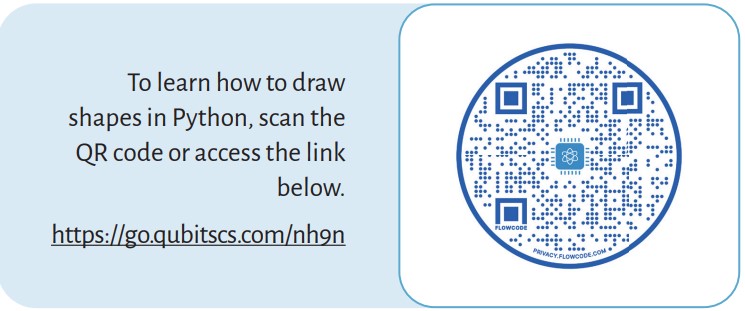 To learn how to draw
shapes in Python, scan the
QR code or access the link
below.
https://go.qubitscs.com/nh9n
FLOWCODE
PRIVACY.FLOWCODE.COM